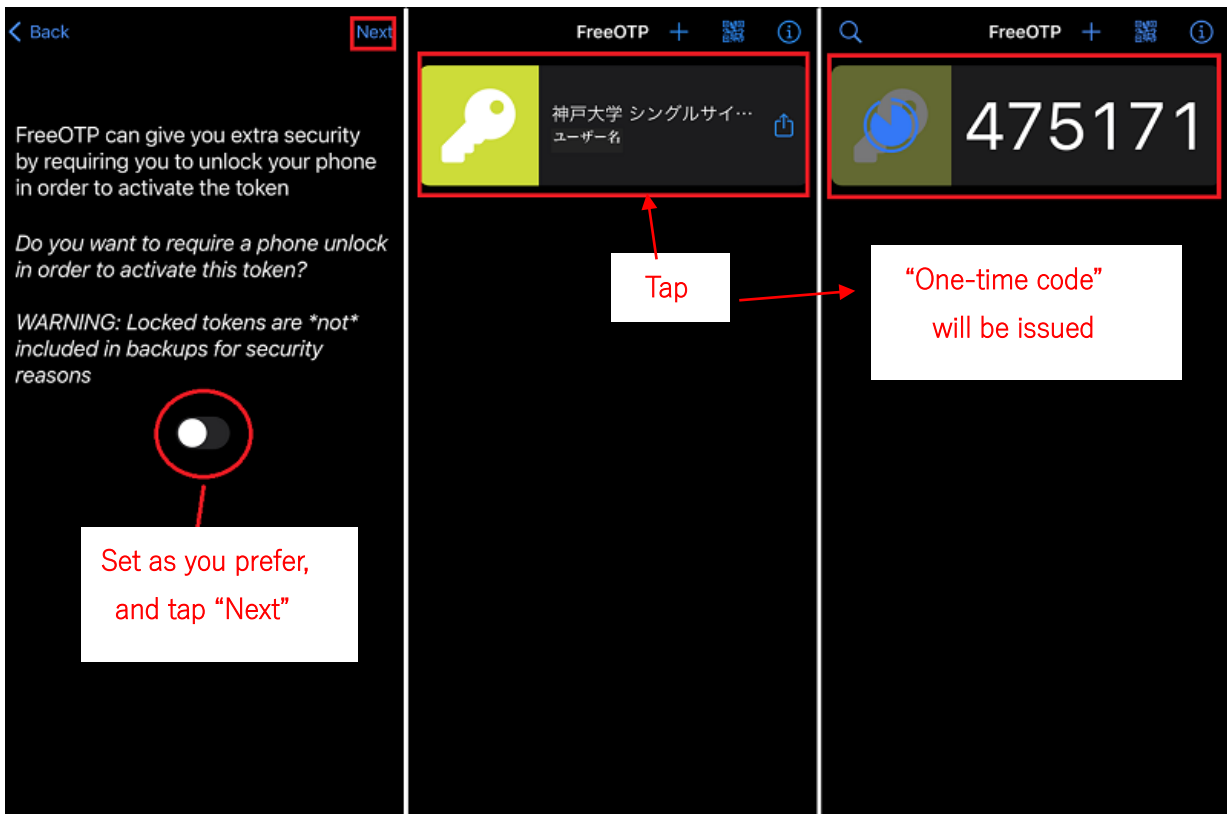 Back
Next
FreeOTP can give you extra security
by requiring you to unlock your phone
in order to activate the token
Do you want to require a phone unlock
in order to activate this token?
WARNING: Locked tokens are *not*
included in backups for security
reasons
Set as you prefer,
and tap “Next”
FreeOTP
神戸大学 シングルサイ…
ユーザー名
Tap
FreeOTP
475171
“One-time code”
will be issued